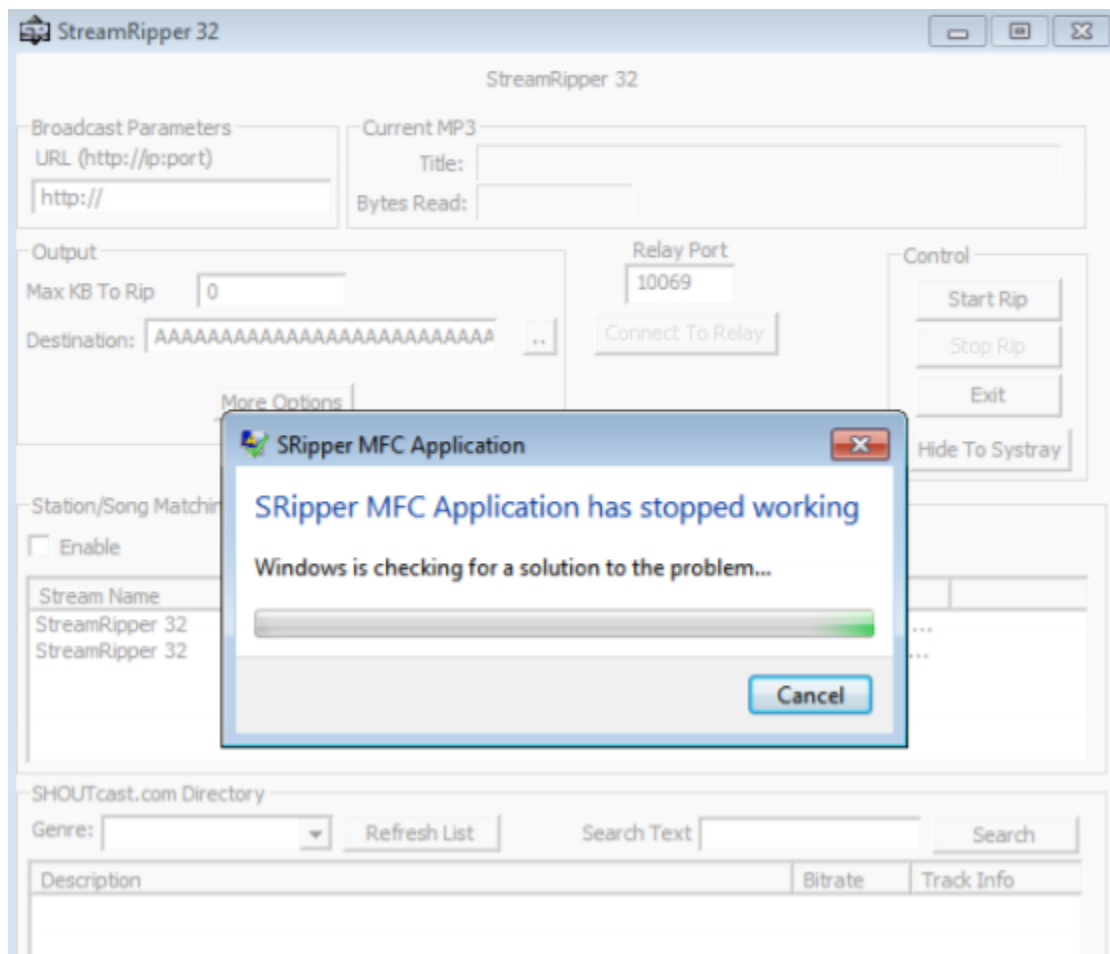 StreamRipper 32
StreamRipper 32
Broadcast Parameters
URL (http://ip:port)
http://
Current MP3
Title:
Bytes Read:
Output
Max KB To Rip 0
Destination: AAAAAAAAAAAAAAAAAAAAAAAAAA ..
More Options
Relay Port
10069
Connect To Relay
Control
Start Rip
Stop Rip
Exit
Hide To Systray
SRipper MFC Application
SRipper MFC Application has stopped working
Windows is checking for a solution to the problem...
Cancel
Enable
Stream Name
StreamRipper 32 ...
StreamRipper 32 ...
SHOUTcast.com Directory
Genre: Refresh List Search Text Search
Description Bitrate Track Info